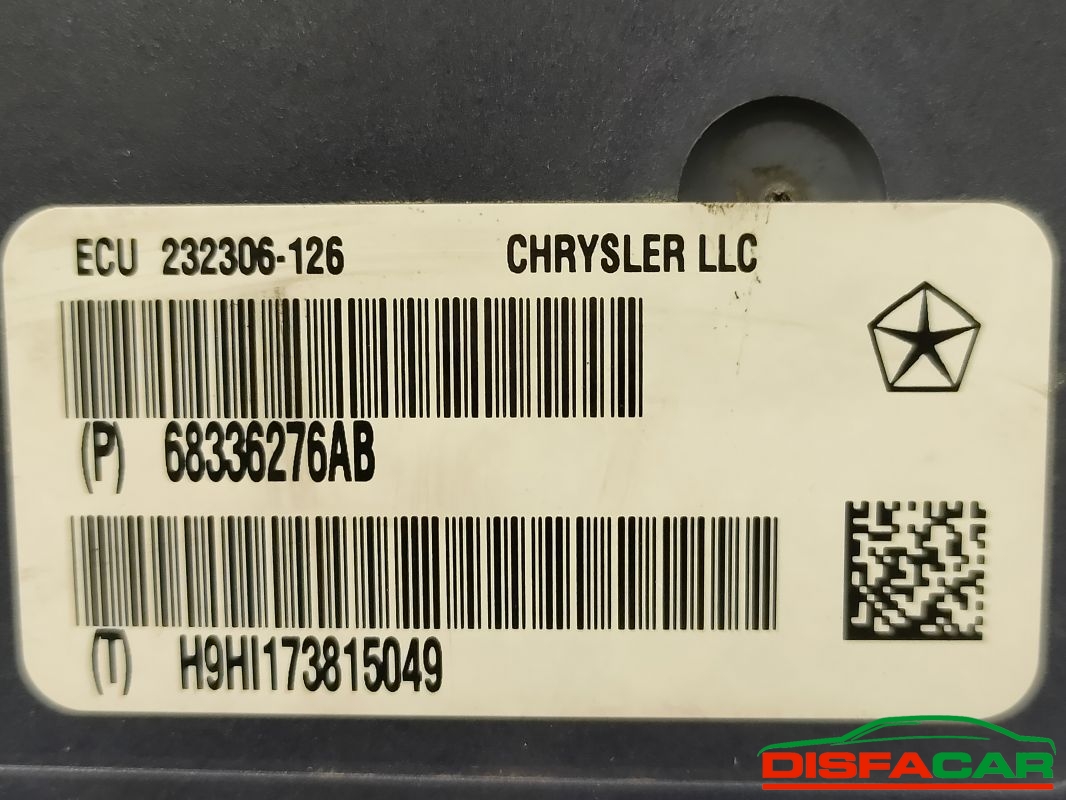 ECU 232306-126 CHRYSLER LLC
(P) 68336276AB
(T) H9HI173815049
DISFACAR